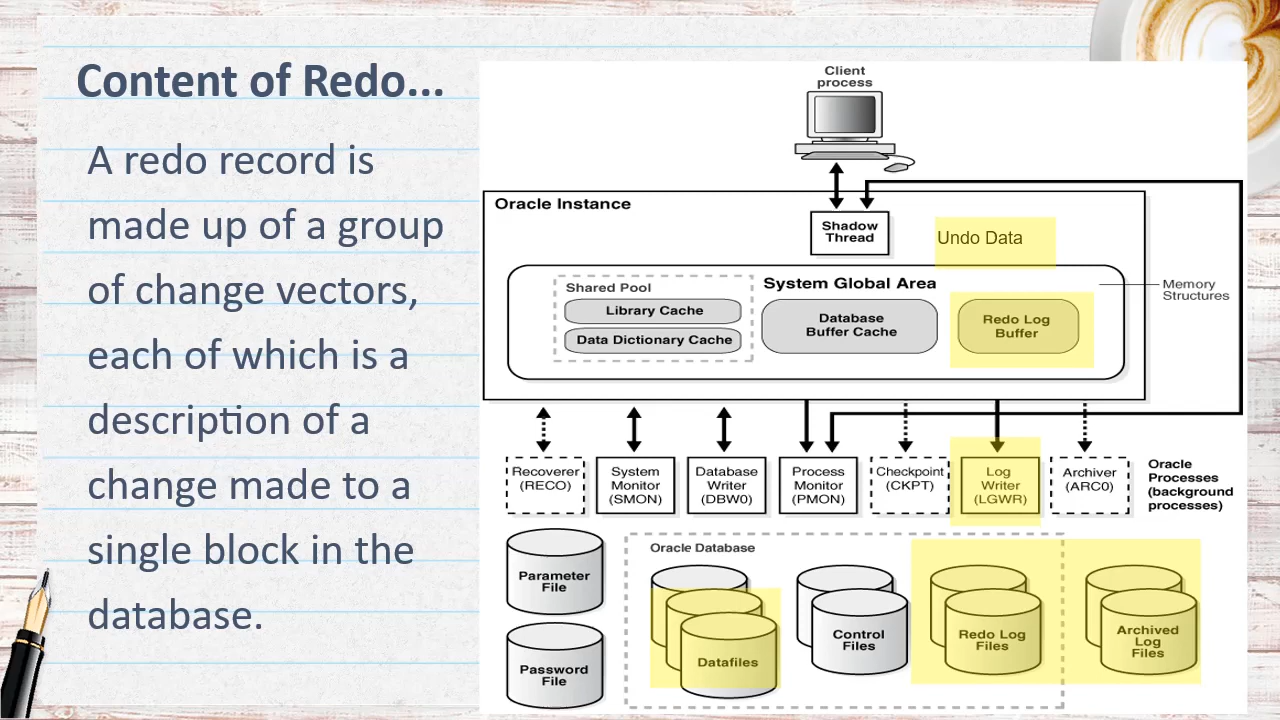 Content of Redo...
A redo record is
made up of a group
of change vectors,
each of which is a
description of a
change made to a
single block in the
database.
Client
process
Oracle Instance
Shadow
Thread
Undo Data
System Global Area
Shared Pool
Library Cache
Data Dictionary Cache
Database
Buffer Cache
Redo Log
Buffer
Memory
Structures
Recoverer
(RECO)
System
Monitor
(SMON)
Database
Writer
(DBW0)
Process
Monitor
(PMON)
Checkpoint
(CKPT)
Log
Writer
(LGWR)
Archiver
(ARC0)
Oracle
Processes
(background
processes)
Parameter
File
Password
File
Oracle Database
Datafiles
Control
Files
Redo Log
Files
Archived
Log
Files